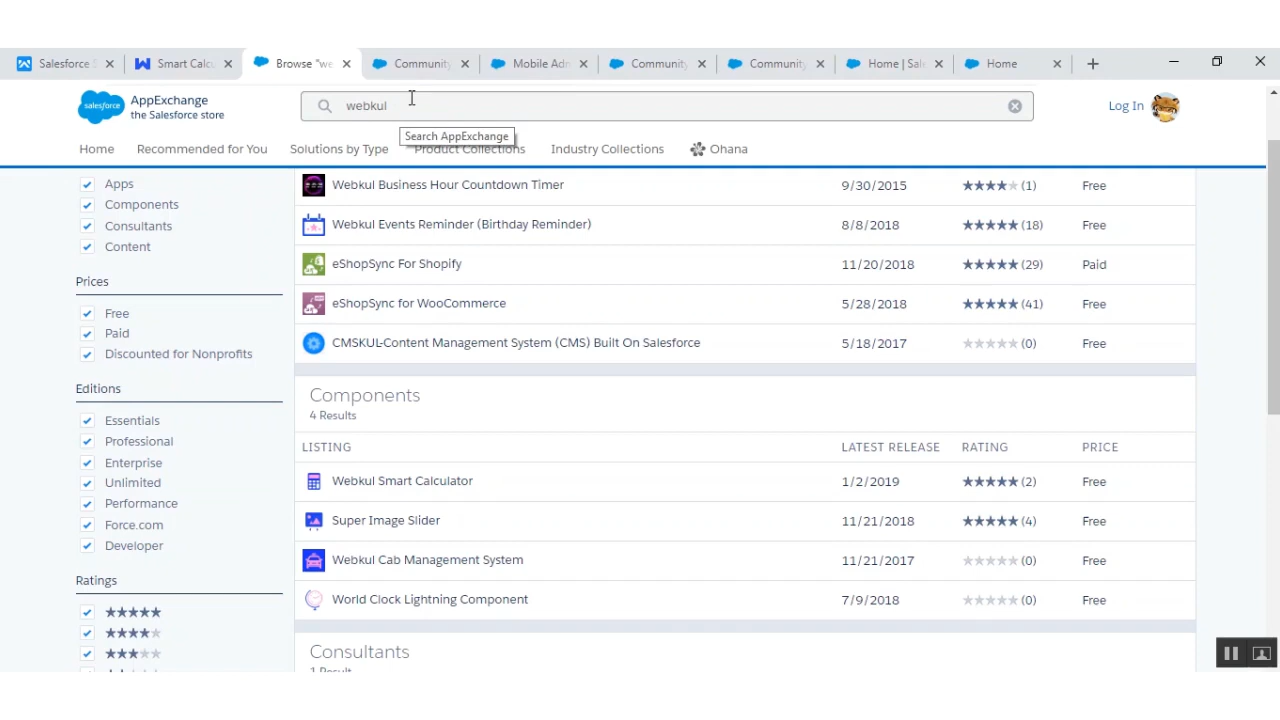 Salesforce
Smart Calcu
Browse "we
Community
Mobile Adm
Community
Community
Home | Sale
Home
salesforce
AppExchange
the Salesforce store
webkul
Log In
Search AppExchange
Home
Recommended for You
Solutions by Type
Product Collections
Industry Collections
Ohana
Apps
Components
Consultants
Content
Prices
Free
Paid
Discounted for Nonprofits
Editions
Essentials
Professional
Enterprise
Unlimited
Performance
Force.com
Developer
Ratings
Webkul Business Hour Countdown Timer 9/30/2015 (1) Free
Webkul Events Reminder (Birthday Reminder) 8/8/2018 (18) Free
eShopSync For Shopify 11/20/2018 (29) Paid
eShopSync for WooCommerce 5/28/2018 (41) Free
CMSKUL-Content Management System (CMS) Built On Salesforce 5/18/2017 (0) Free
Components
4 Results
LISTING LATEST RELEASE RATING PRICE
Webkul Smart Calculator 1/2/2019 (2) Free
Super Image Slider 11/21/2018 (4) Free
Webkul Cab Management System 11/21/2017 (0) Free
World Clock Lightning Component 7/9/2018 (0) Free
Consultants
1 Result